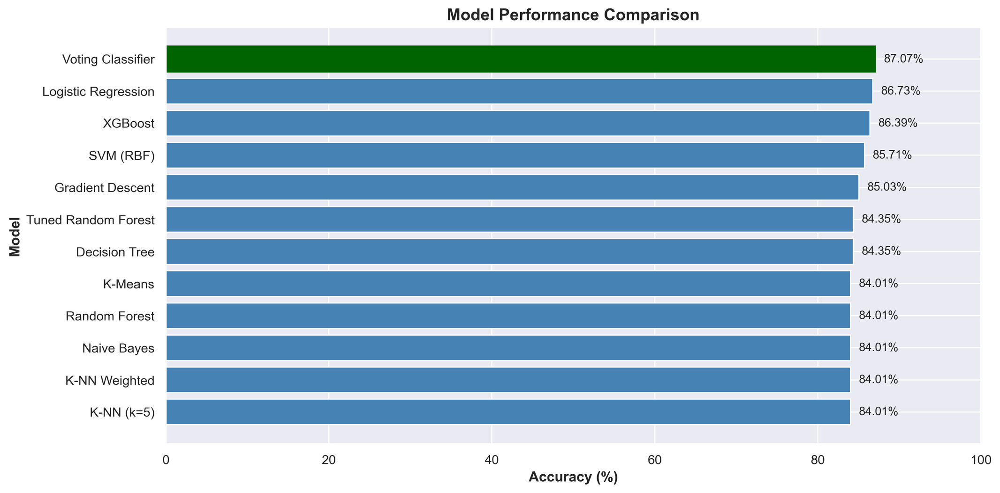 Model Performance Comparison
Voting Classifier 87.07%
Logistic Regression 86.73%
XGBoost 86.39%
SVM (RBF) 85.71%
Gradient Descent 85.03%
Tuned Random Forest 84.35%
Decision Tree 84.35%
K-Means 84.01%
Random Forest 84.01%
Naive Bayes 84.01%
K-NN Weighted 84.01%
K-NN (k=5) 84.01%
Model
0 20 40 60 80 100
Accuracy (%)